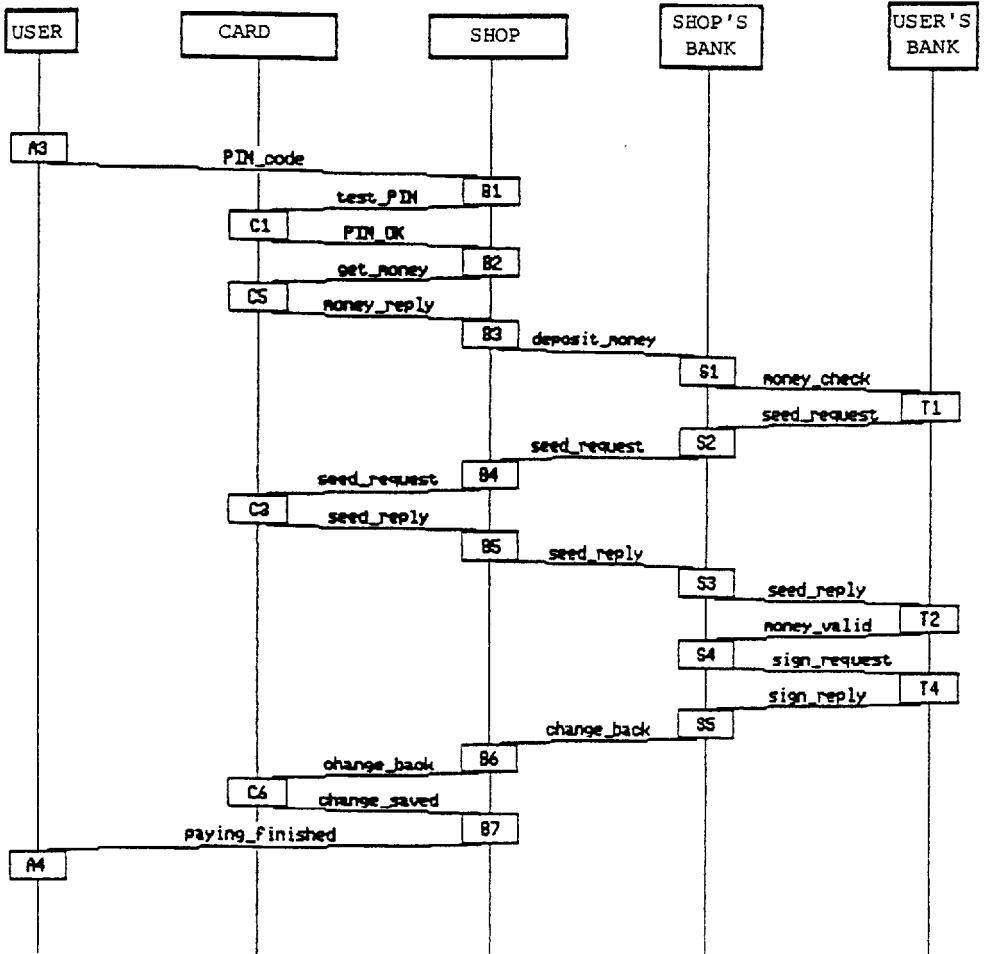 USER
CARD
SHOP
SHOP'S
BANK
USER'S
BANK
A3
PIN_code
B1
test_PIN
C1
PIN_OK
B2
get_money
C5
money_reply
B3
deposit_money
S1
money_check
T1
seed_request
S2
seed_request
B4
seed_request
C3
seed_reply
B5
seed_reply
S3
seed_reply
T2
money_valid
S4
sign_request
T4
sign_reply
S5
change_back
B6
change_back
C6
change_saved
B7
paying_finished
A4